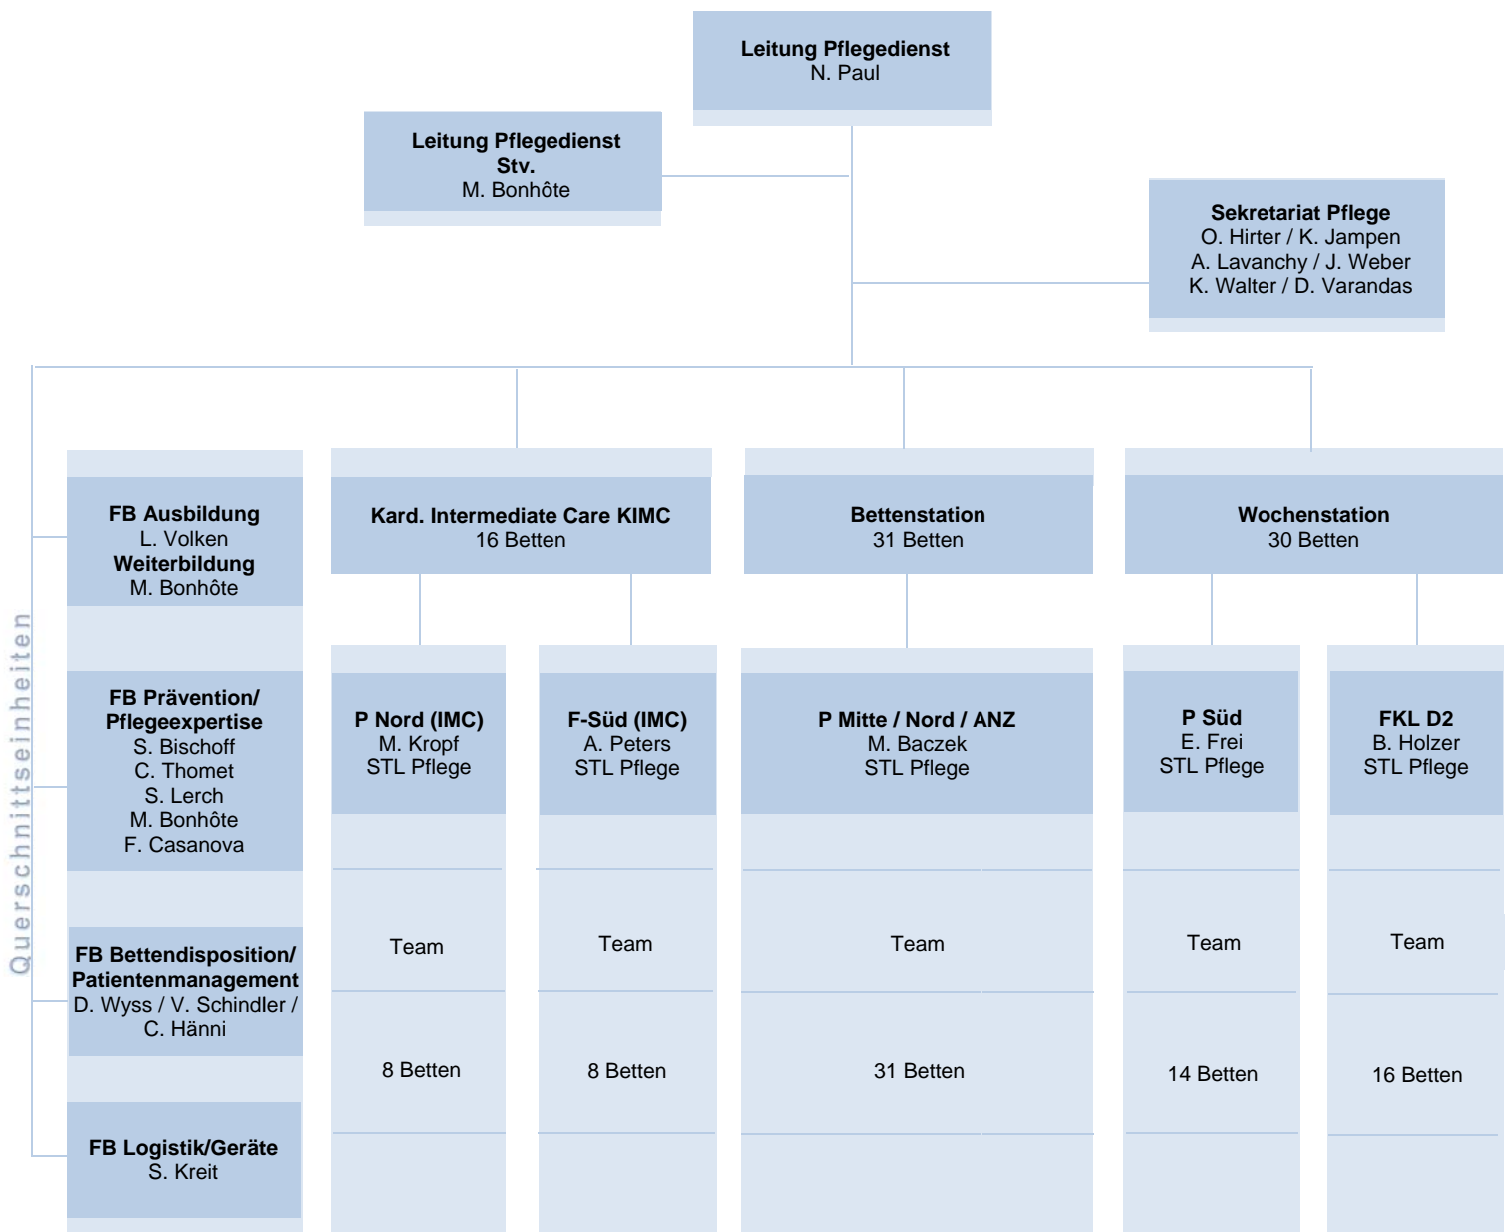 Leitung Pflegedienst
N. Paul
Leitung Pflegedienst
Stv.
M. Bonhôte
Sekretariat Pflege
O. Hirter / K. Jampen
A. Lavanchy / J. Weber
K. Walter / D. Varandas
Querschnittseinheiten
FB Ausbildung
L. Volken
Weiterbildung
M. Bonhôte
FB Prävention/
Pflegeexpertise
S. Bischoff
C. Thomet
S. Lerch
M. Bonhôte
F. Casanova
FB Bettendisposition/
Patientenmanagement
D. Wyss / V. Schindler /
C. Hänni
FB Logistik/Geräte
S. Kreit
Kard. Intermediate Care KIMC
16 Betten
P Nord (IMC)
M. Kropf
STL Pflege
Team
8 Betten
F-Süd (IMC)
A. Peters
STL Pflege
Team
8 Betten
Bettenstation
31 Betten
P Mitte / Nord / ANZ
M. Baczek
STL Pflege
Team
31 Betten
Wochenstation
30 Betten
P Süd
E. Frei
STL Pflege
Team
14 Betten
FKL D2
B. Holzer
STL Pflege
Team
16 Betten